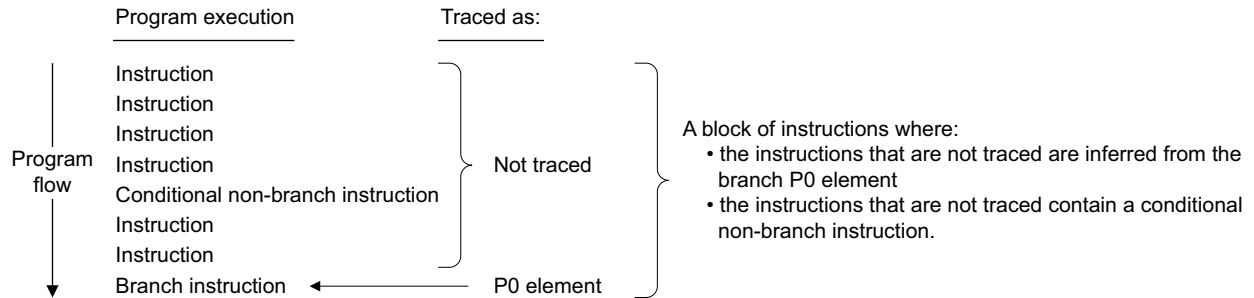 Program execution
Traced as:
Instruction
Instruction
Instruction
Instruction
Conditional non-branch instruction
Instruction
Instruction
Branch instruction
Program
flow
Not traced
P0 element
A block of instructions where:
• the instructions that are not traced are inferred from the
branch P0 element
• the instructions that are not traced contain a conditional
non-branch instruction.